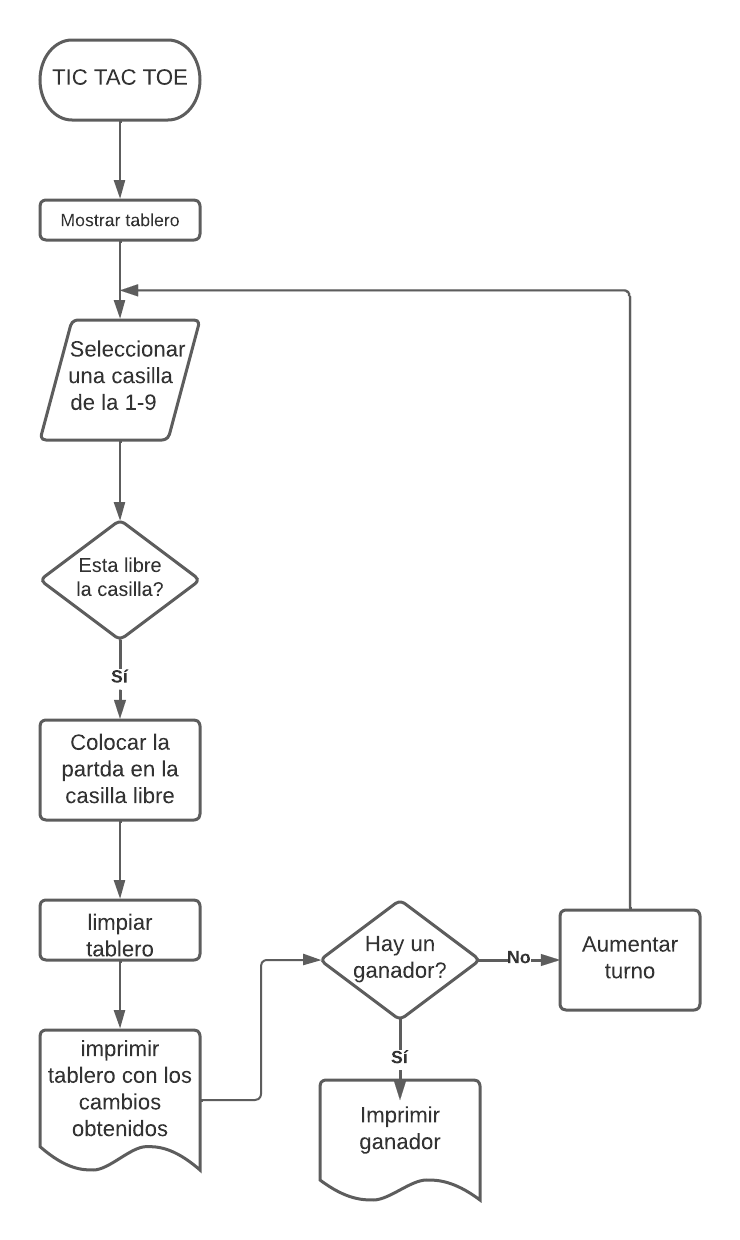 TIC TAC TOE
Mostrar tablero
Seleccionar
una casilla
de la 1-9
Esta libre
la casilla?
Sí
Colocar la
partda en la
casilla libre
limpiar
tablero
imprimir
tablero con los
cambios
obtenidos
Hay un
ganador?
No
Aumentar
turno
Sí
Imprimir
ganador